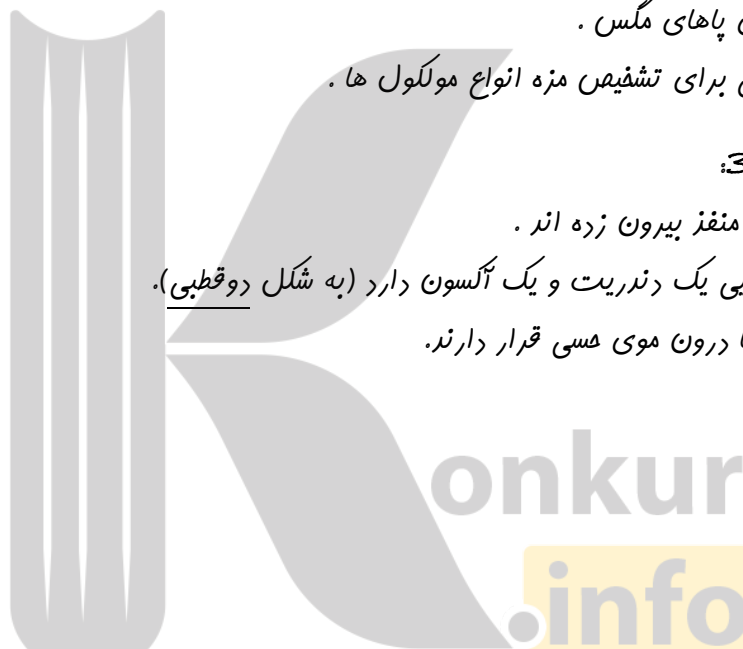 پاهای مگس .
برای تشخیص مزه انواع مولکول ها .
3:
منفذ بیرون زده اند .
یک دندریت و یک آکسون دارد (به شکل دوقطبی).
درون موی حسی قرار دارند.
onkur
.info